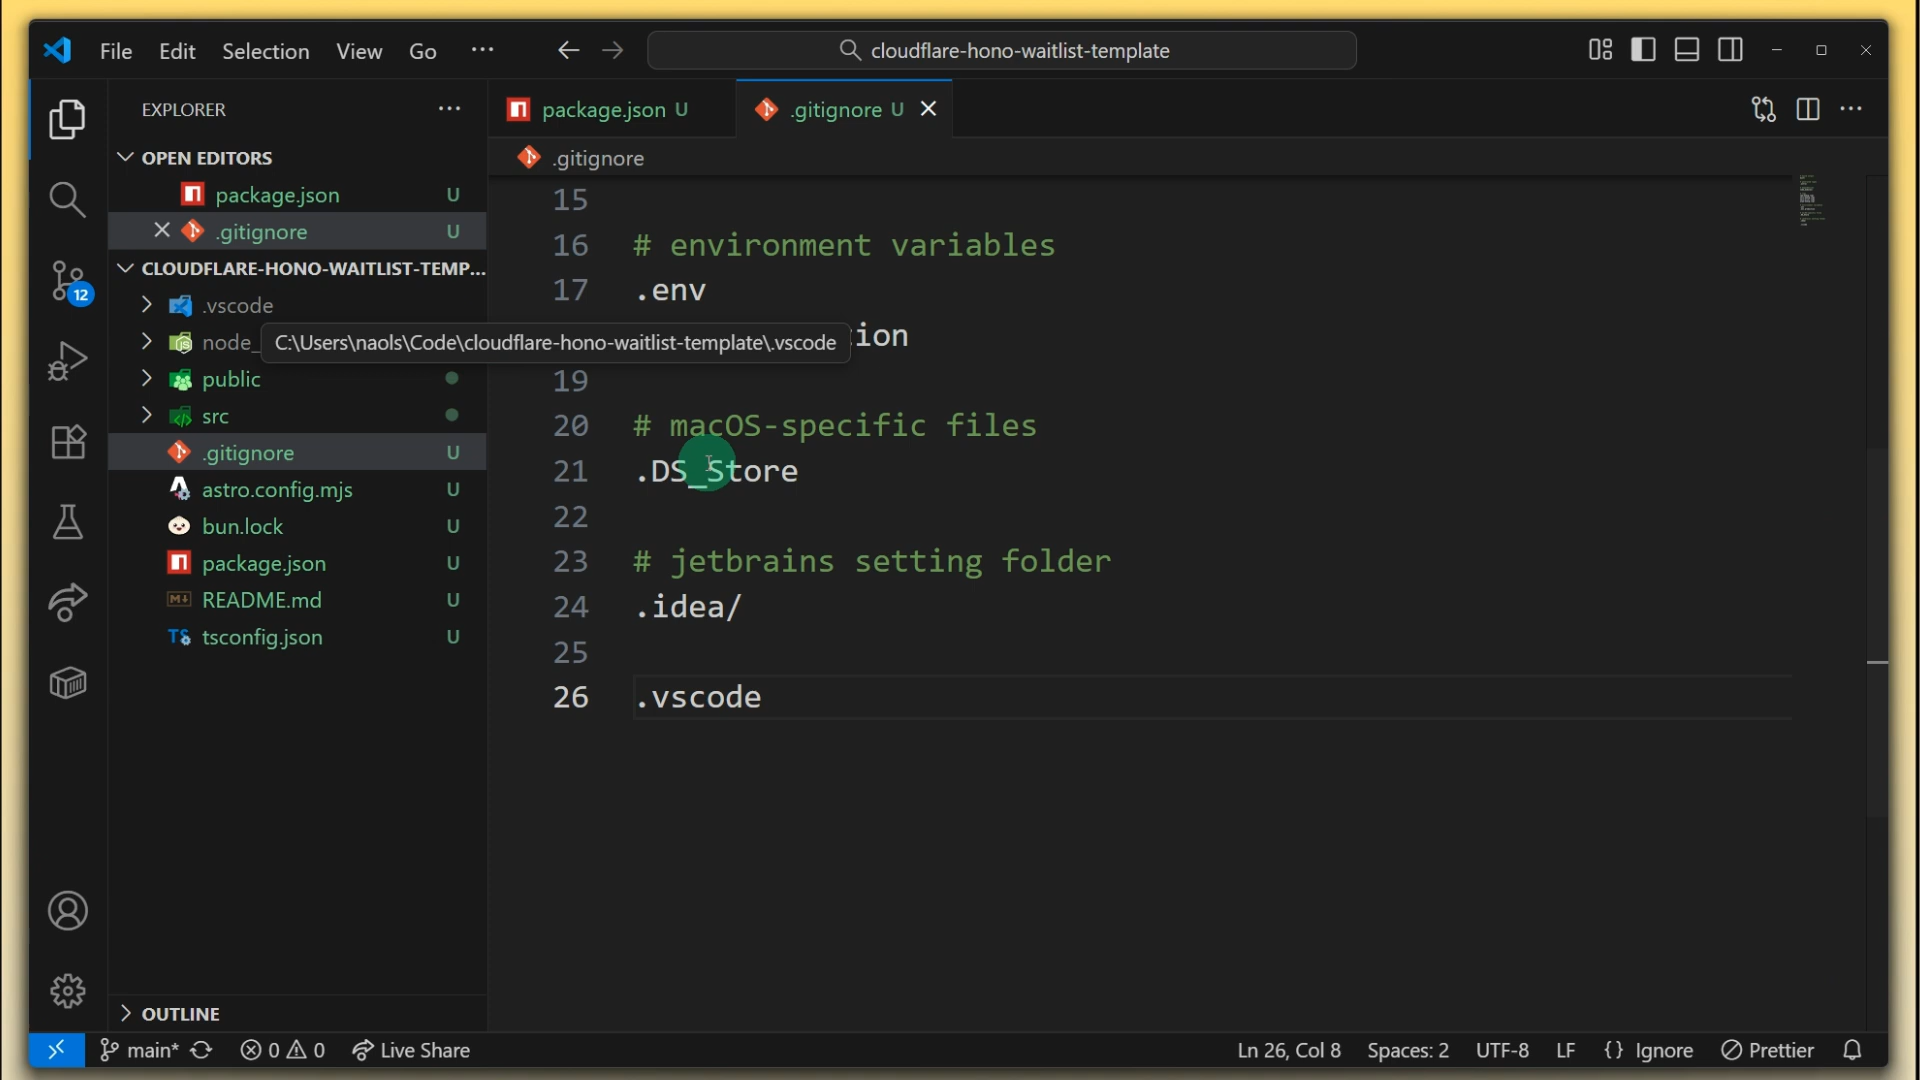 File Edit Selection View Go ···
cloudflare-hono-waitlist-template
EXPLORER
OPEN EDITORS
package.json U
.gitignore U
CLOUDFLARE-HONO-WAITLIST-TEMP...
.vscode
node_
C:\Users\naols\Code\cloudflare-hono-waitlist-template\.vscode
public
src
.gitignore U
astro.config.mjs U
bun.lock U
package.json U
README.md U
tsconfig.json U
OUTLINE
12
package.json U
.gitignore U
.gitignore
15
16 # environment variables
17 .env
ion
19
20 # macOS-specific files
21 .DS_Store
22
23 # jetbrains setting folder
24 .idea/
25
26 .vscode
main* 0 0 Live Share
Ln 26, Col 8 Spaces: 2 UTF-8 LF {} Ignore Prettier